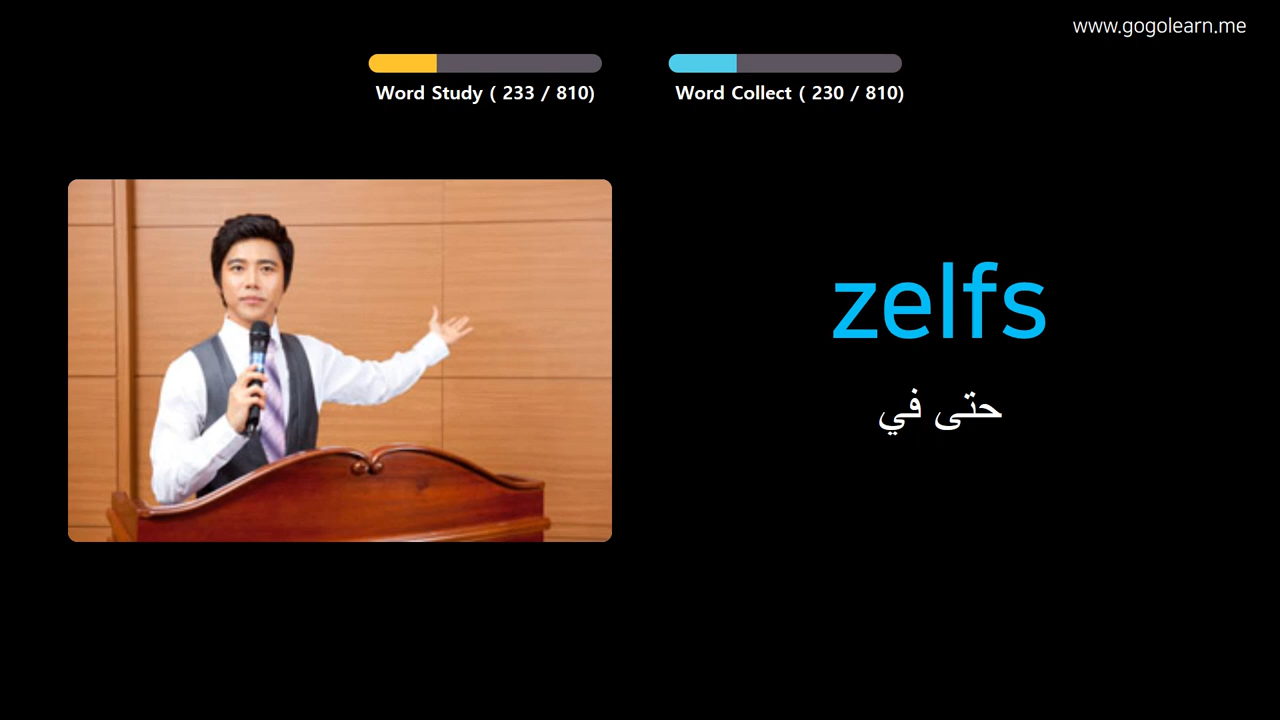 www.gogolearn.me
Word Study ( 233 / 810)
Word Collect ( 230 / 810)
zelfs
حتى في